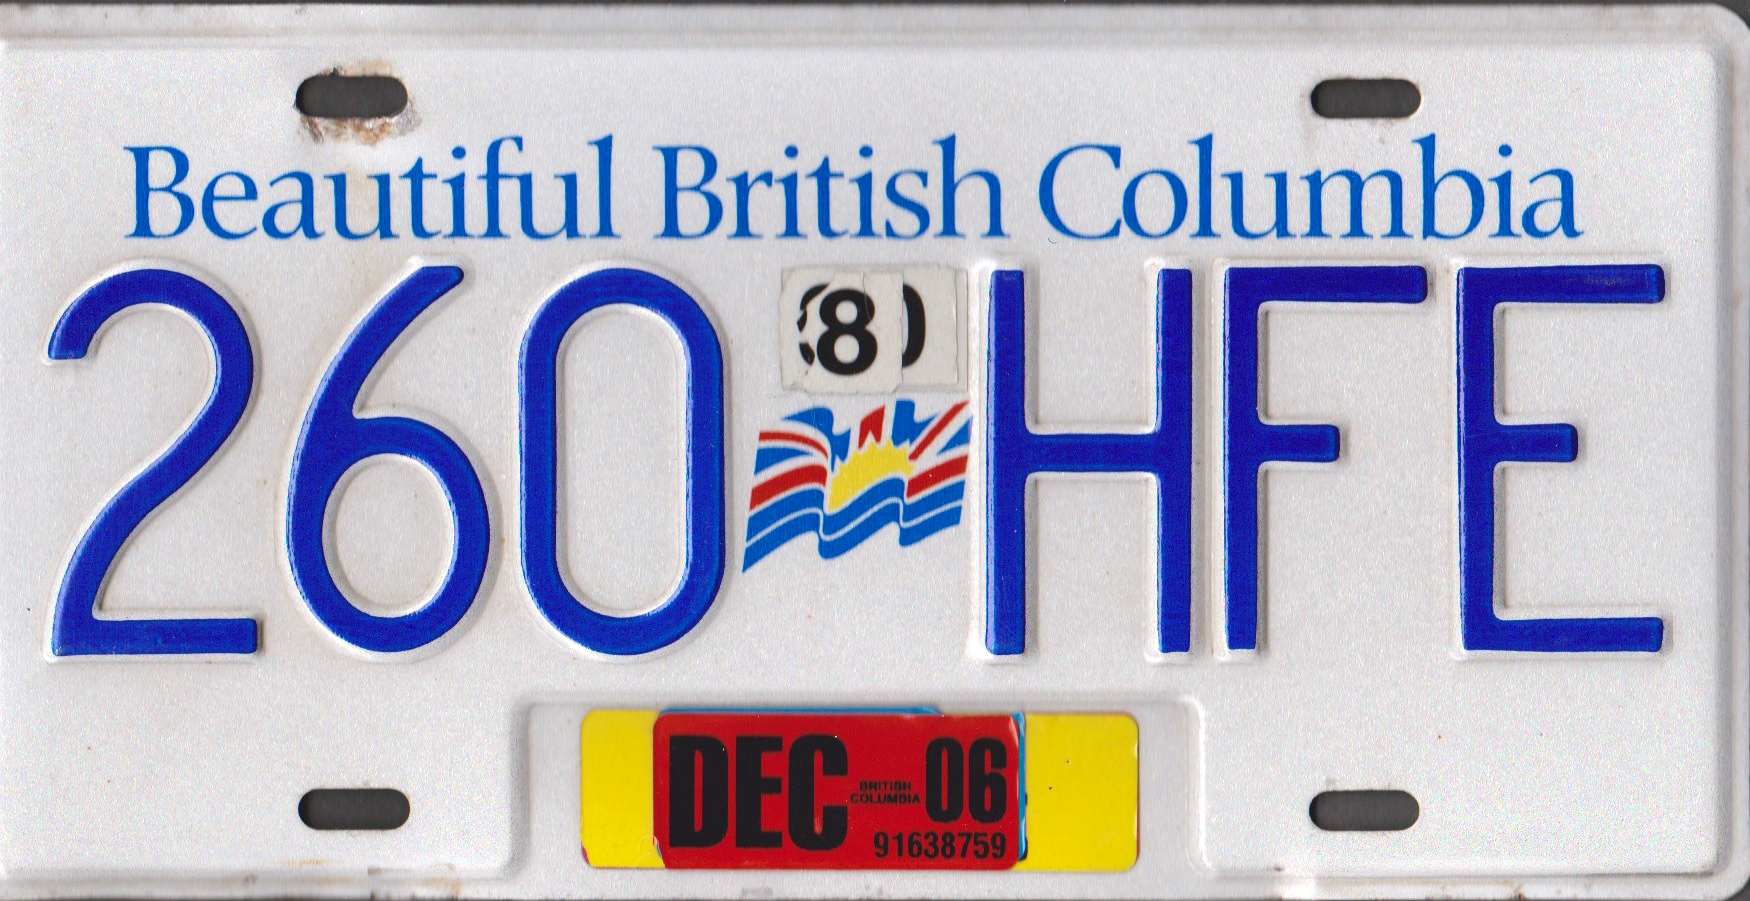 Beautiful British Columbia
260 8 HFE
DEC BRITISH COLUMBIA 06
91638759